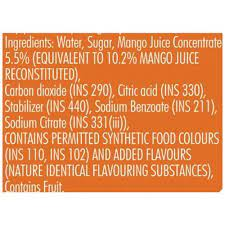 Ingredients: Water, Sugar, Mango Juice Concentrate
5.5% (EQUIVALENT TO 10.2% MANGO JUICE
RECONSTITUTED),
Carbon dioxide (INS 290), Citric acid (INS 330),
Stabilizer (INS 440), Sodium Benzoate (INS 211),
Sodium Citrate (INS 331(iii)),
CONTAINS PERMITTED SYNTHETIC FOOD COLOURS
(INS 110, INS 102) AND ADDED FLAVOURS
(NATURE IDENTICAL FLAVOURING SUBSTANCES),
Contains Fruit.